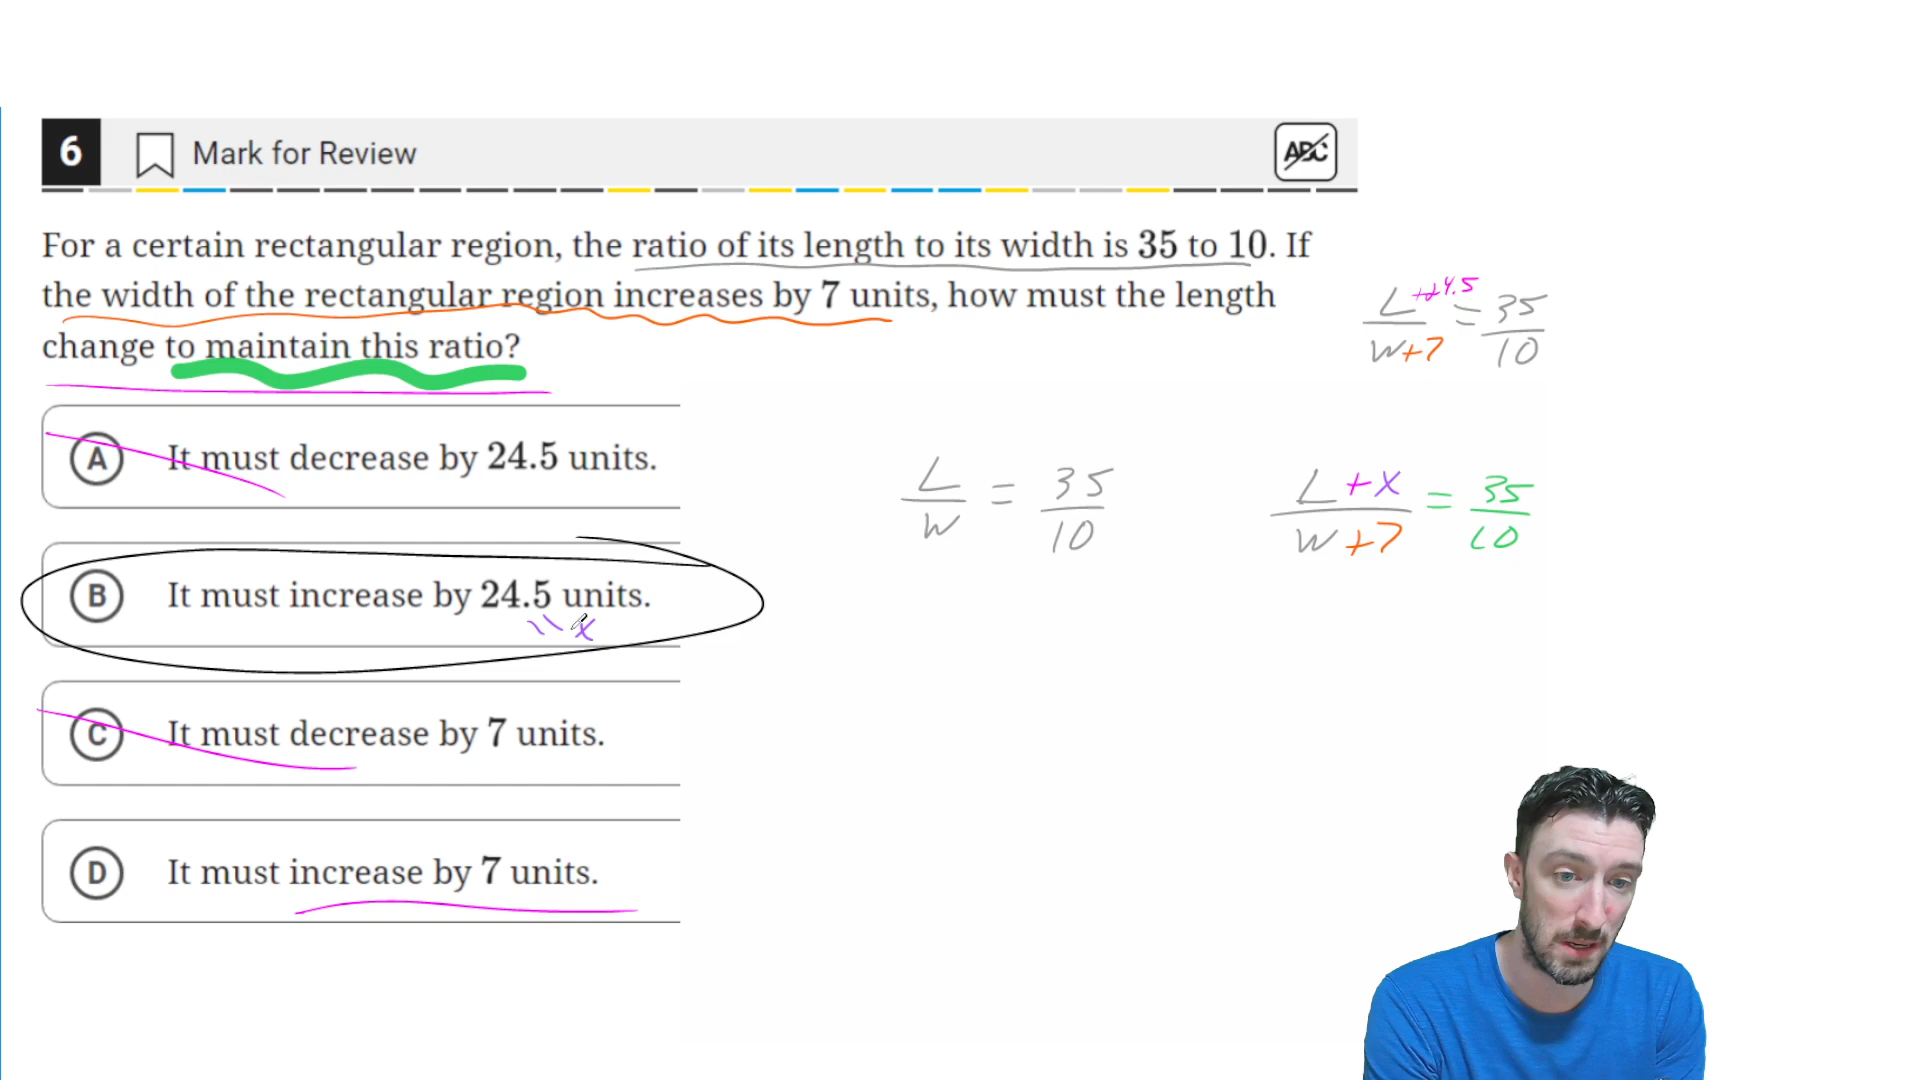 6 Mark for Review ABC
For a certain rectangular region, the ratio of its length to its width is 35 to 10. If
the width of the rectangular region increases by 7 units, how must the length
change to maintain this ratio?
L+24.5 = 35
W+7 10
A It must decrease by 24.5 units.
L = 35
W 10
L+x = 35
W+7 10
B It must increase by 24.5 units.
x
C It must decrease by 7 units.
D It must increase by 7 units.